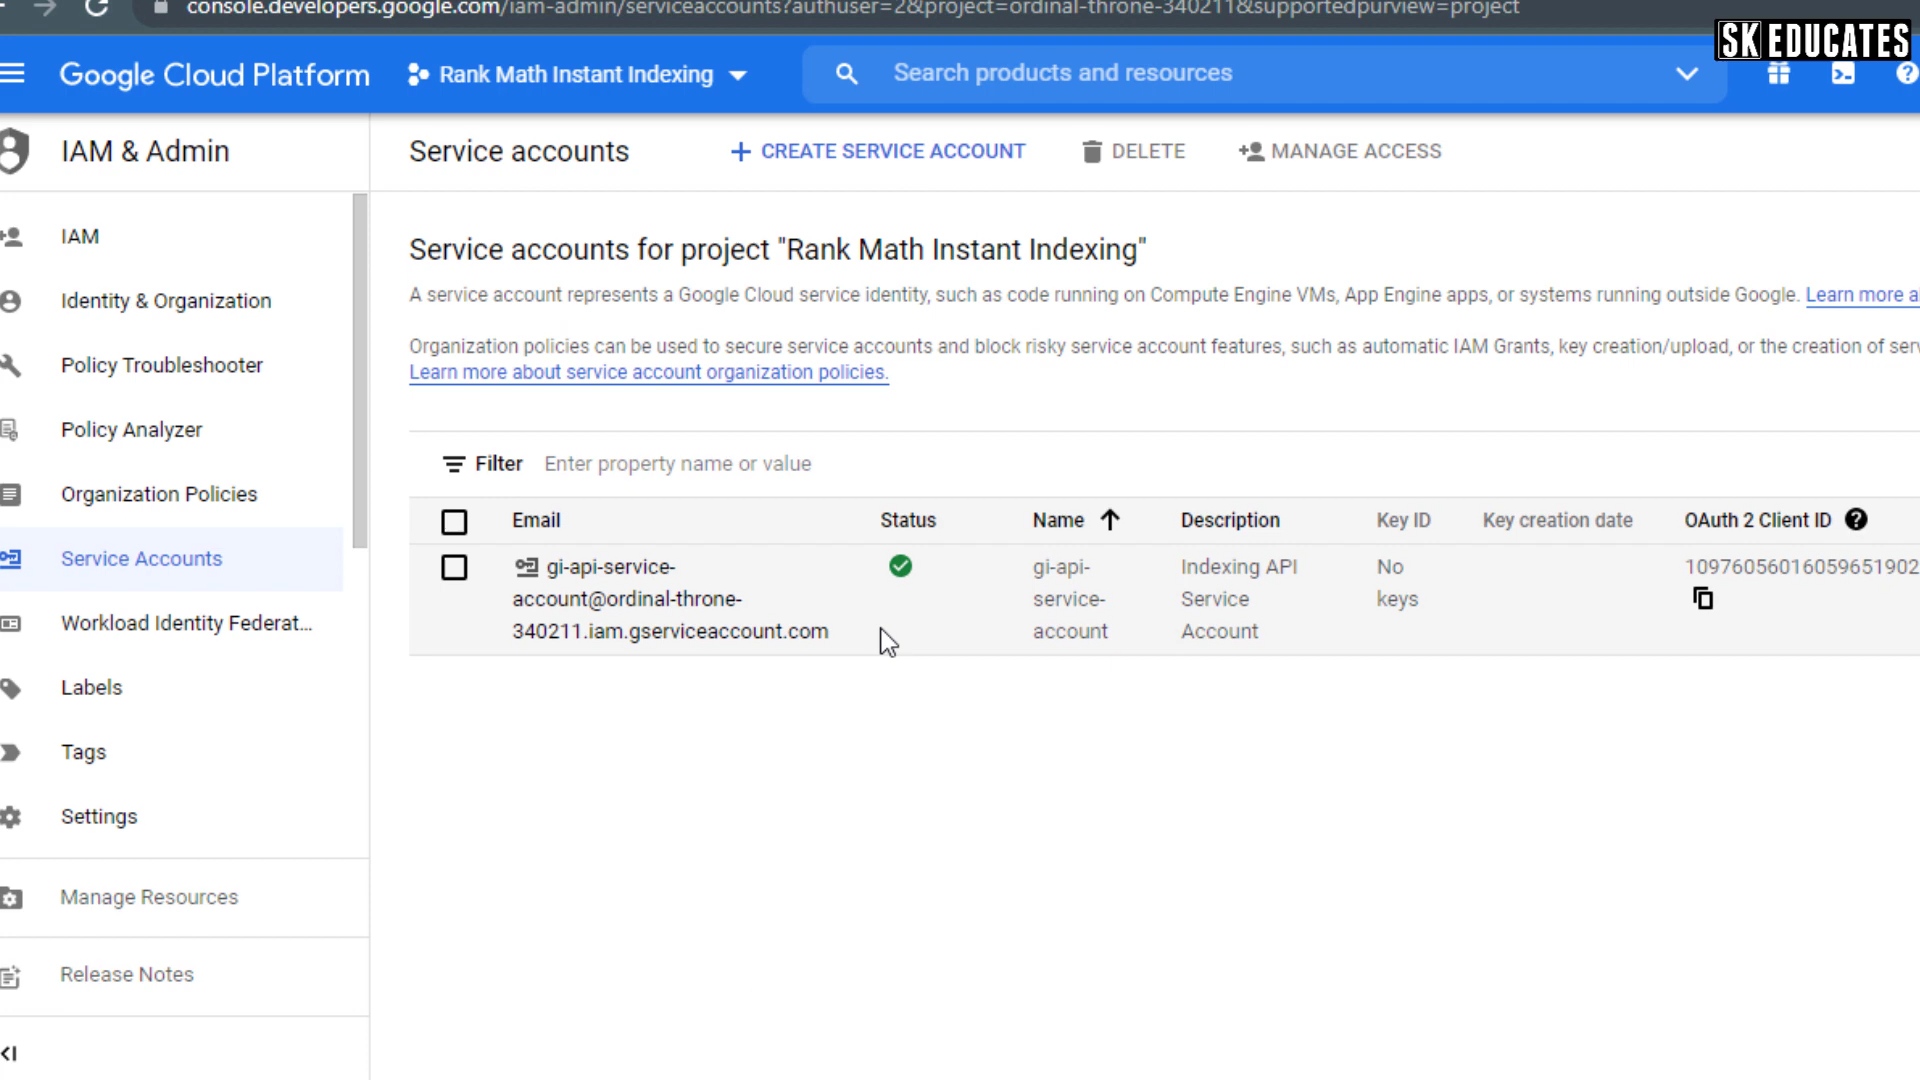 console.developers.google.com/iam-admin/serviceaccounts?authuser=2&project=ordinal-throne-340211&supportedpurview=project
SK EDUCATES
Google Cloud Platform
Rank Math Instant Indexing
Search products and resources
IAM & Admin
Service accounts
+ CREATE SERVICE ACCOUNT
DELETE
MANAGE ACCESS
IAM
Identity & Organization
Policy Troubleshooter
Policy Analyzer
Organization Policies
Service Accounts
Workload Identity Federat...
Labels
Tags
Settings
Manage Resources
Release Notes
Service accounts for project "Rank Math Instant Indexing"
A service account represents a Google Cloud service identity, such as code running on Compute Engine VMs, App Engine apps, or systems running outside Google. Learn more a
Organization policies can be used to secure service accounts and block risky service account features, such as automatic IAM Grants, key creation/upload, or the creation of serv
Learn more about service account organization policies.
Filter Enter property name or value
Email Status Name Description Key ID Key creation date OAuth 2 Client ID
gi-api-service- gi-api- Indexing API No 10976056016059651902
account@ordinal-throne- service- Service keys
340211.iam.gserviceaccount.com account Account